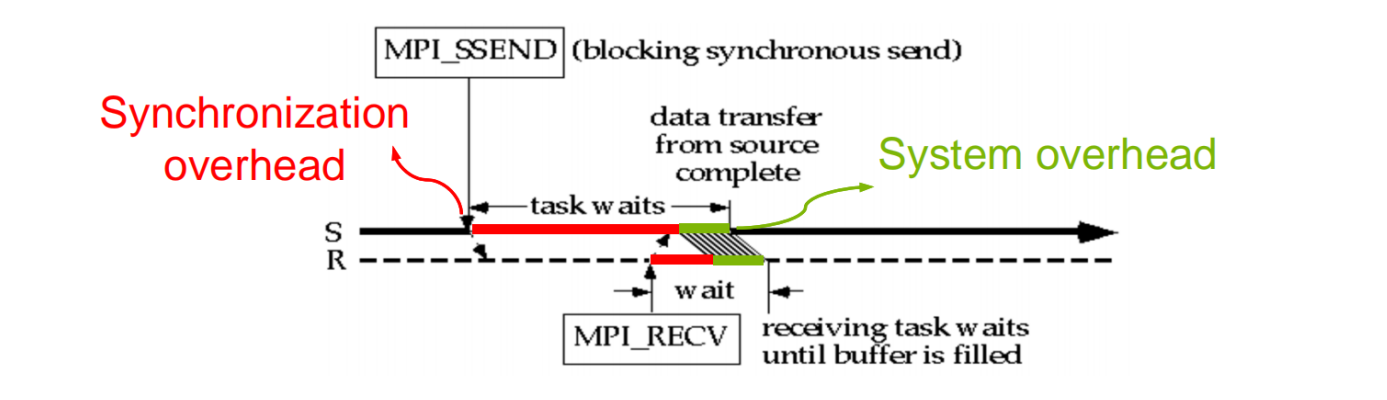 MPI_SSEND (blocking synchronous send)
Synchronization
overhead
data transfer
from source
complete
System overhead
task waits
S
R
wait
MPI_RECV
receiving task waits
until buffer is filled